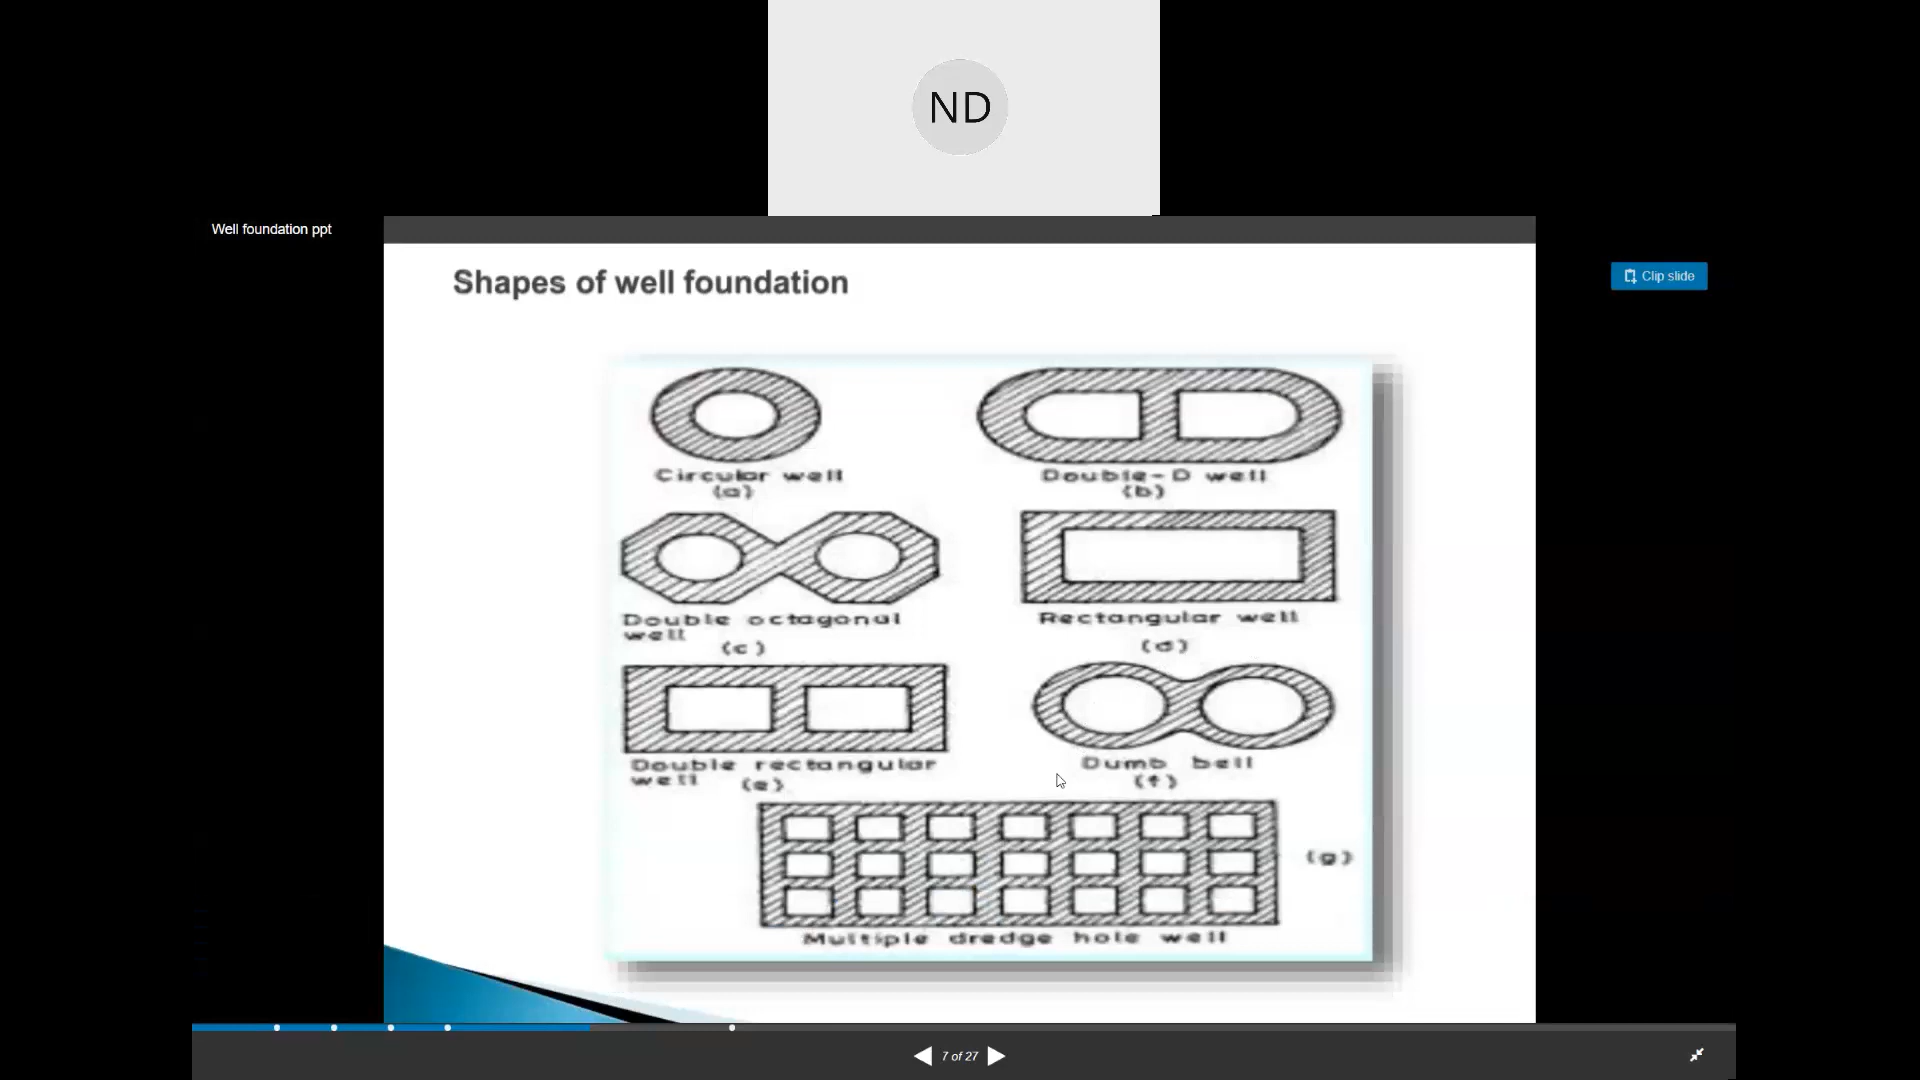 ND
Well foundation ppt
Clip slide
Shapes of well foundation
Circular well
(a)
Double-D well
(b)
Double octagonal
well
(c)
Rectangular well
(d)
Double rectangular
well (e)
Dumb bell
(f)
(g)
Multiple dredge hole well
7 of 27